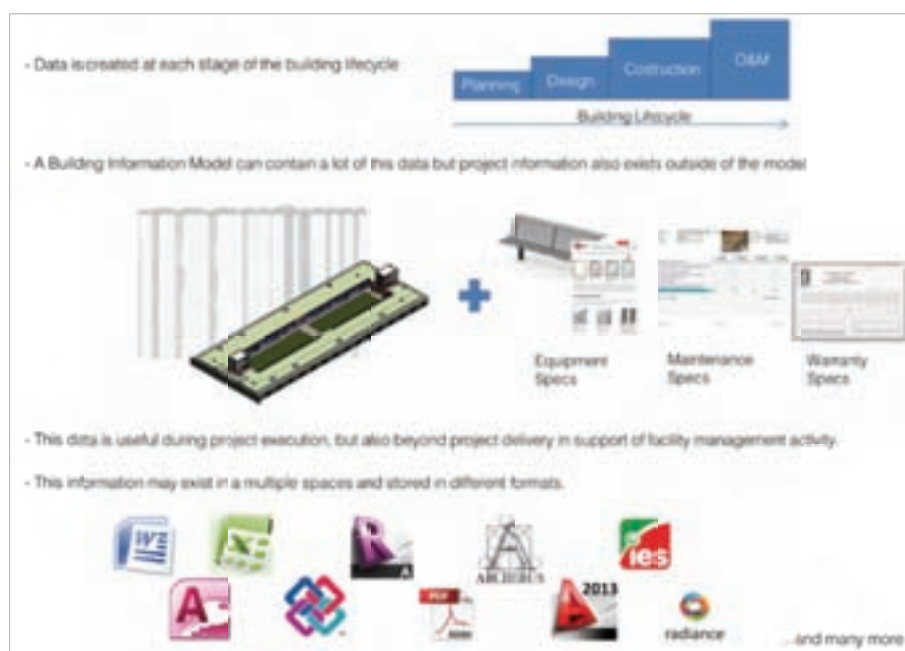 - Data is created at each stage of the building lifecycle
Planning
Design
Costruction
O&M
Building Lifecycle
- A Building Information Model can contain a lot of this data but project information also exists outside of the model
Equipment
Specs
Maintenance
Specs
Warranty
Specs
- This data is useful during project execution, but also beyond project delivery in support of facility management activity.
- This information may exist in a multiple spaces and stored in different formats.
W
X
R
A
ARCHIBUS
ies
A
PDF
A
2013
radiance
...and many more